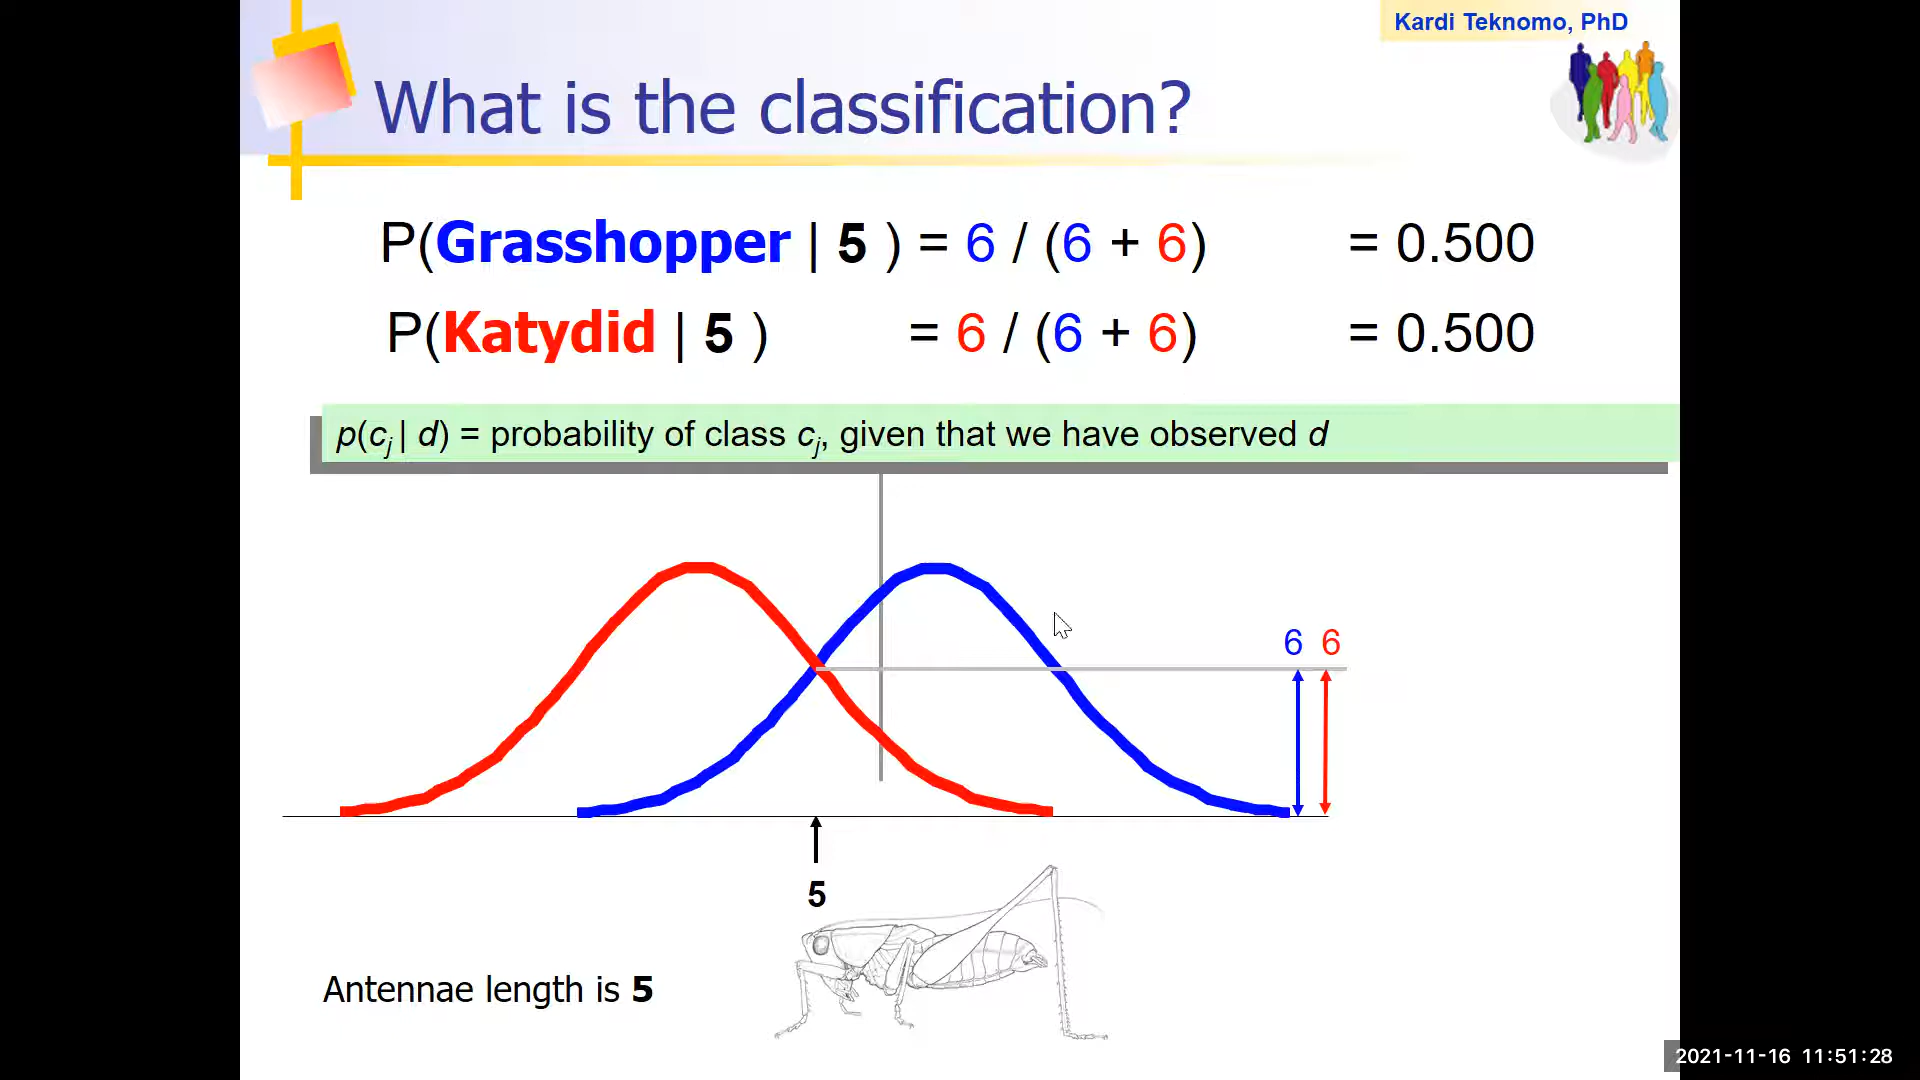 Kardi Teknomo, PhD
What is the classification?
P(Grasshopper | 5 ) = 6 / (6 + 6) = 0.500
P(Katydid | 5 ) = 6 / (6 + 6) = 0.500
p(cj | d) = probability of class cj, given that we have observed d
6 6
5
Antennae length is 5
2021-11-16 11:51:28